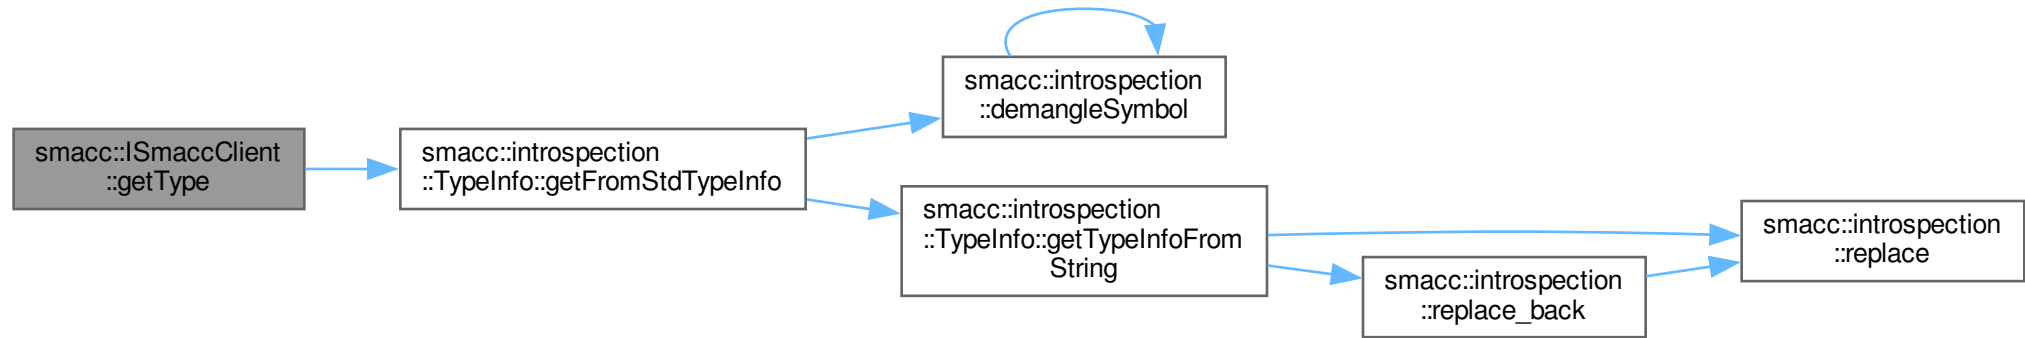 smacc::ISmaccClient
::getType
smacc::introspection
::TypeInfo::getFromStdTypeInfo
smacc::introspection
::demangleSymbol
smacc::introspection
::TypeInfo::getTypeInfoFrom
String
smacc::introspection
::replace_back
smacc::introspection
::replace